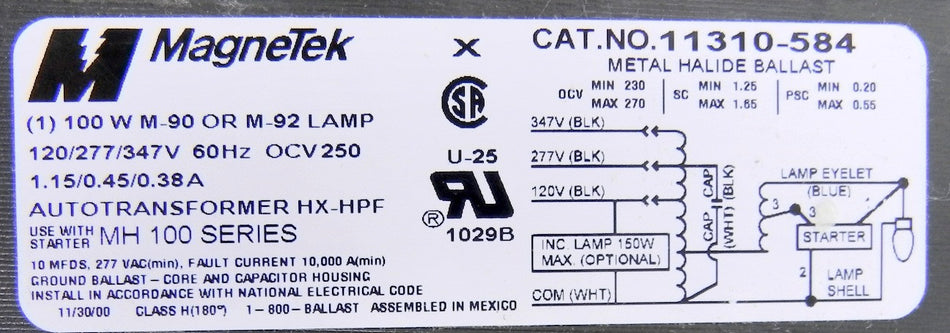 MagneTek
X
CAT.NO.11310-584
METAL HALIDE BALLAST
OCV MIN 230 MAX 270 SC MIN 1.25 MAX 1.65 PSC MIN 0.20 MAX 0.55
(1) 100 W M-90 OR M-92 LAMP
120/277/347V 60Hz OCV250
1.15/0.45/0.38A
AUTOTRANSFORMER HX-HPF
USE WITH STARTER MH 100 SERIES
10 MFDS, 277 VAC(min), FAULT CURRENT 10,000 A(min)
GROUND BALLAST-CORE AND CAPACITOR HOUSING
INSTALL IN ACCORDANCE WITH NATIONAL ELECTRICAL CODE
11/30/00 CLASS H(180°) 1-800-BALLAST ASSEMBLED IN MEXICO
SA
U-25
RU
®
1029B
347V (BLK)
277V (BLK)
120V (BLK)
INC. LAMP 150W
MAX. (OPTIONAL)
COM (WHT)
CAP
(BLK)
CAP
(WHT)
LAMP EYELET
(BLUE)
3
3
STARTER
2
LAMP
SHELL